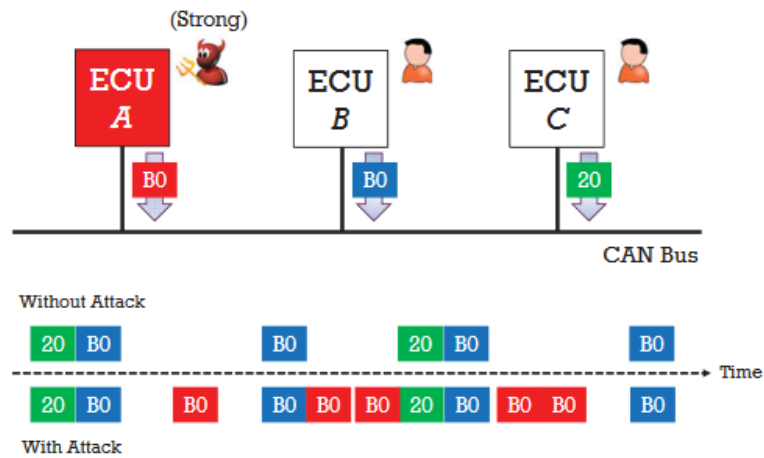 (Strong)
ECU
A
ECU
B
ECU
C
B0
B0
20
CAN Bus
Without Attack
20 B0 B0 20 B0 B0
Time
20 B0 B0 B0 B0 B0 20 B0 B0 B0 B0
With Attack